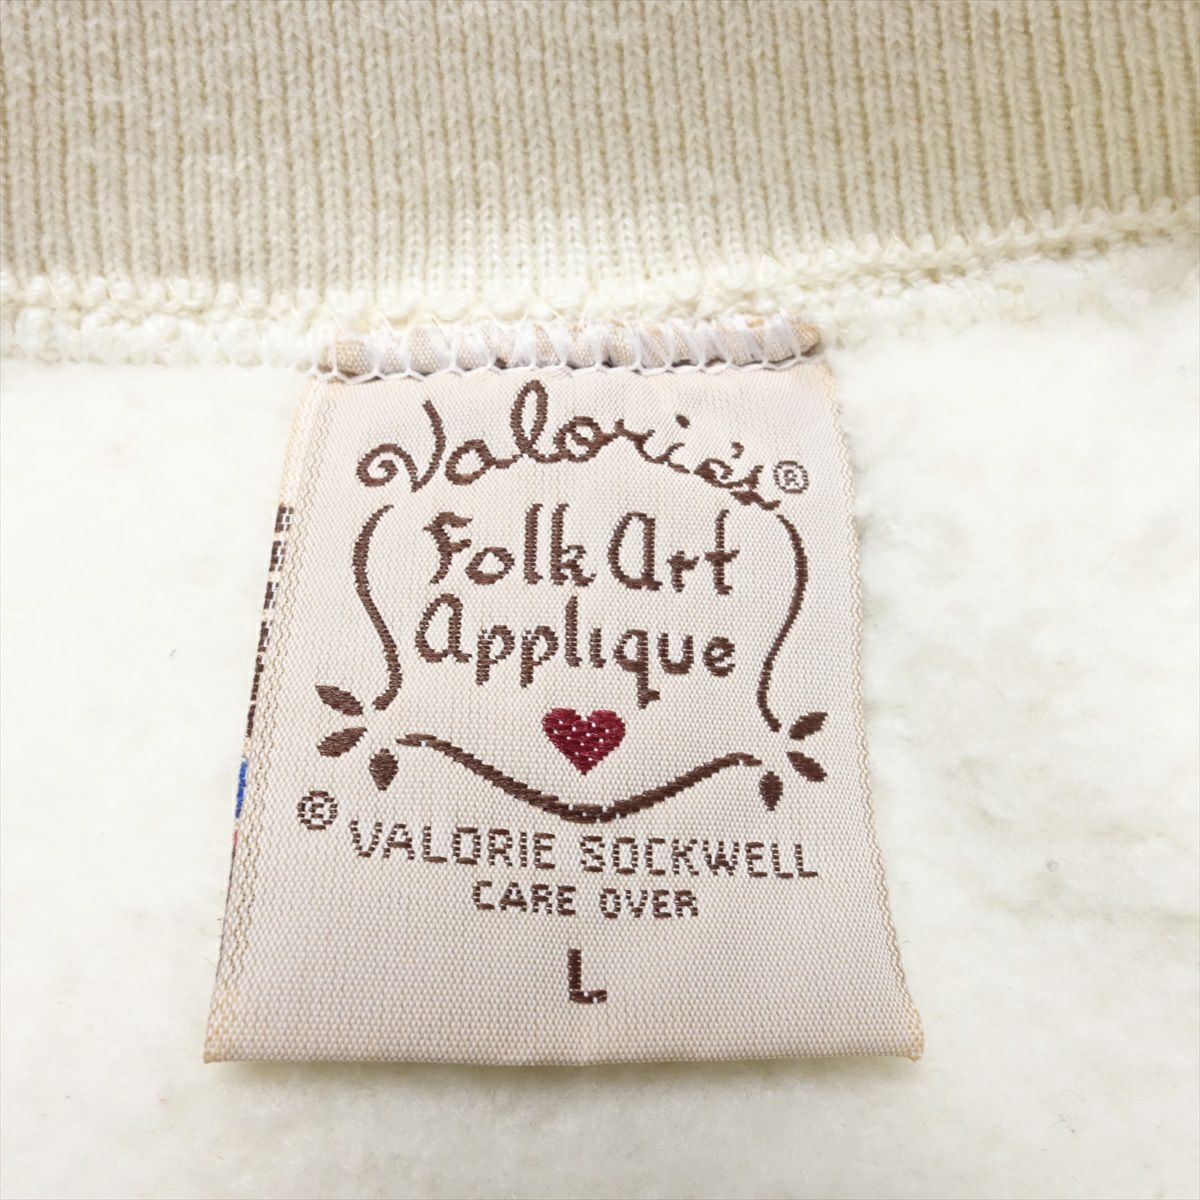 Valorie's®
Folk Art
Applique
® VALORIE SOCKWELL
CARE OVER
L